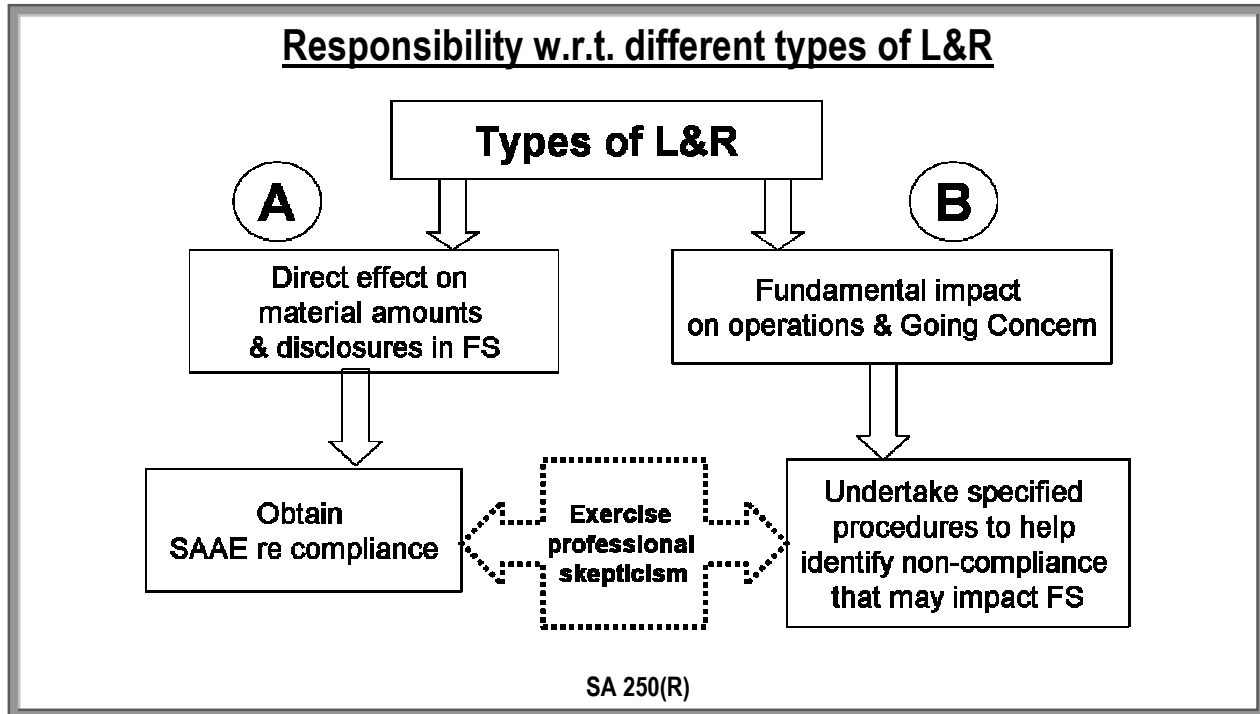 Responsibility w.r.t. different types of L&R
Types of L&R
A
B
Direct effect on
material amounts
& disclosures in FS
Fundamental impact
on operations & Going Concern
Obtain
SAAE re compliance
Exercise
professional
skepticism
Undertake specified
procedures to help
identify non-compliance
that may impact FS
SA 250(R)